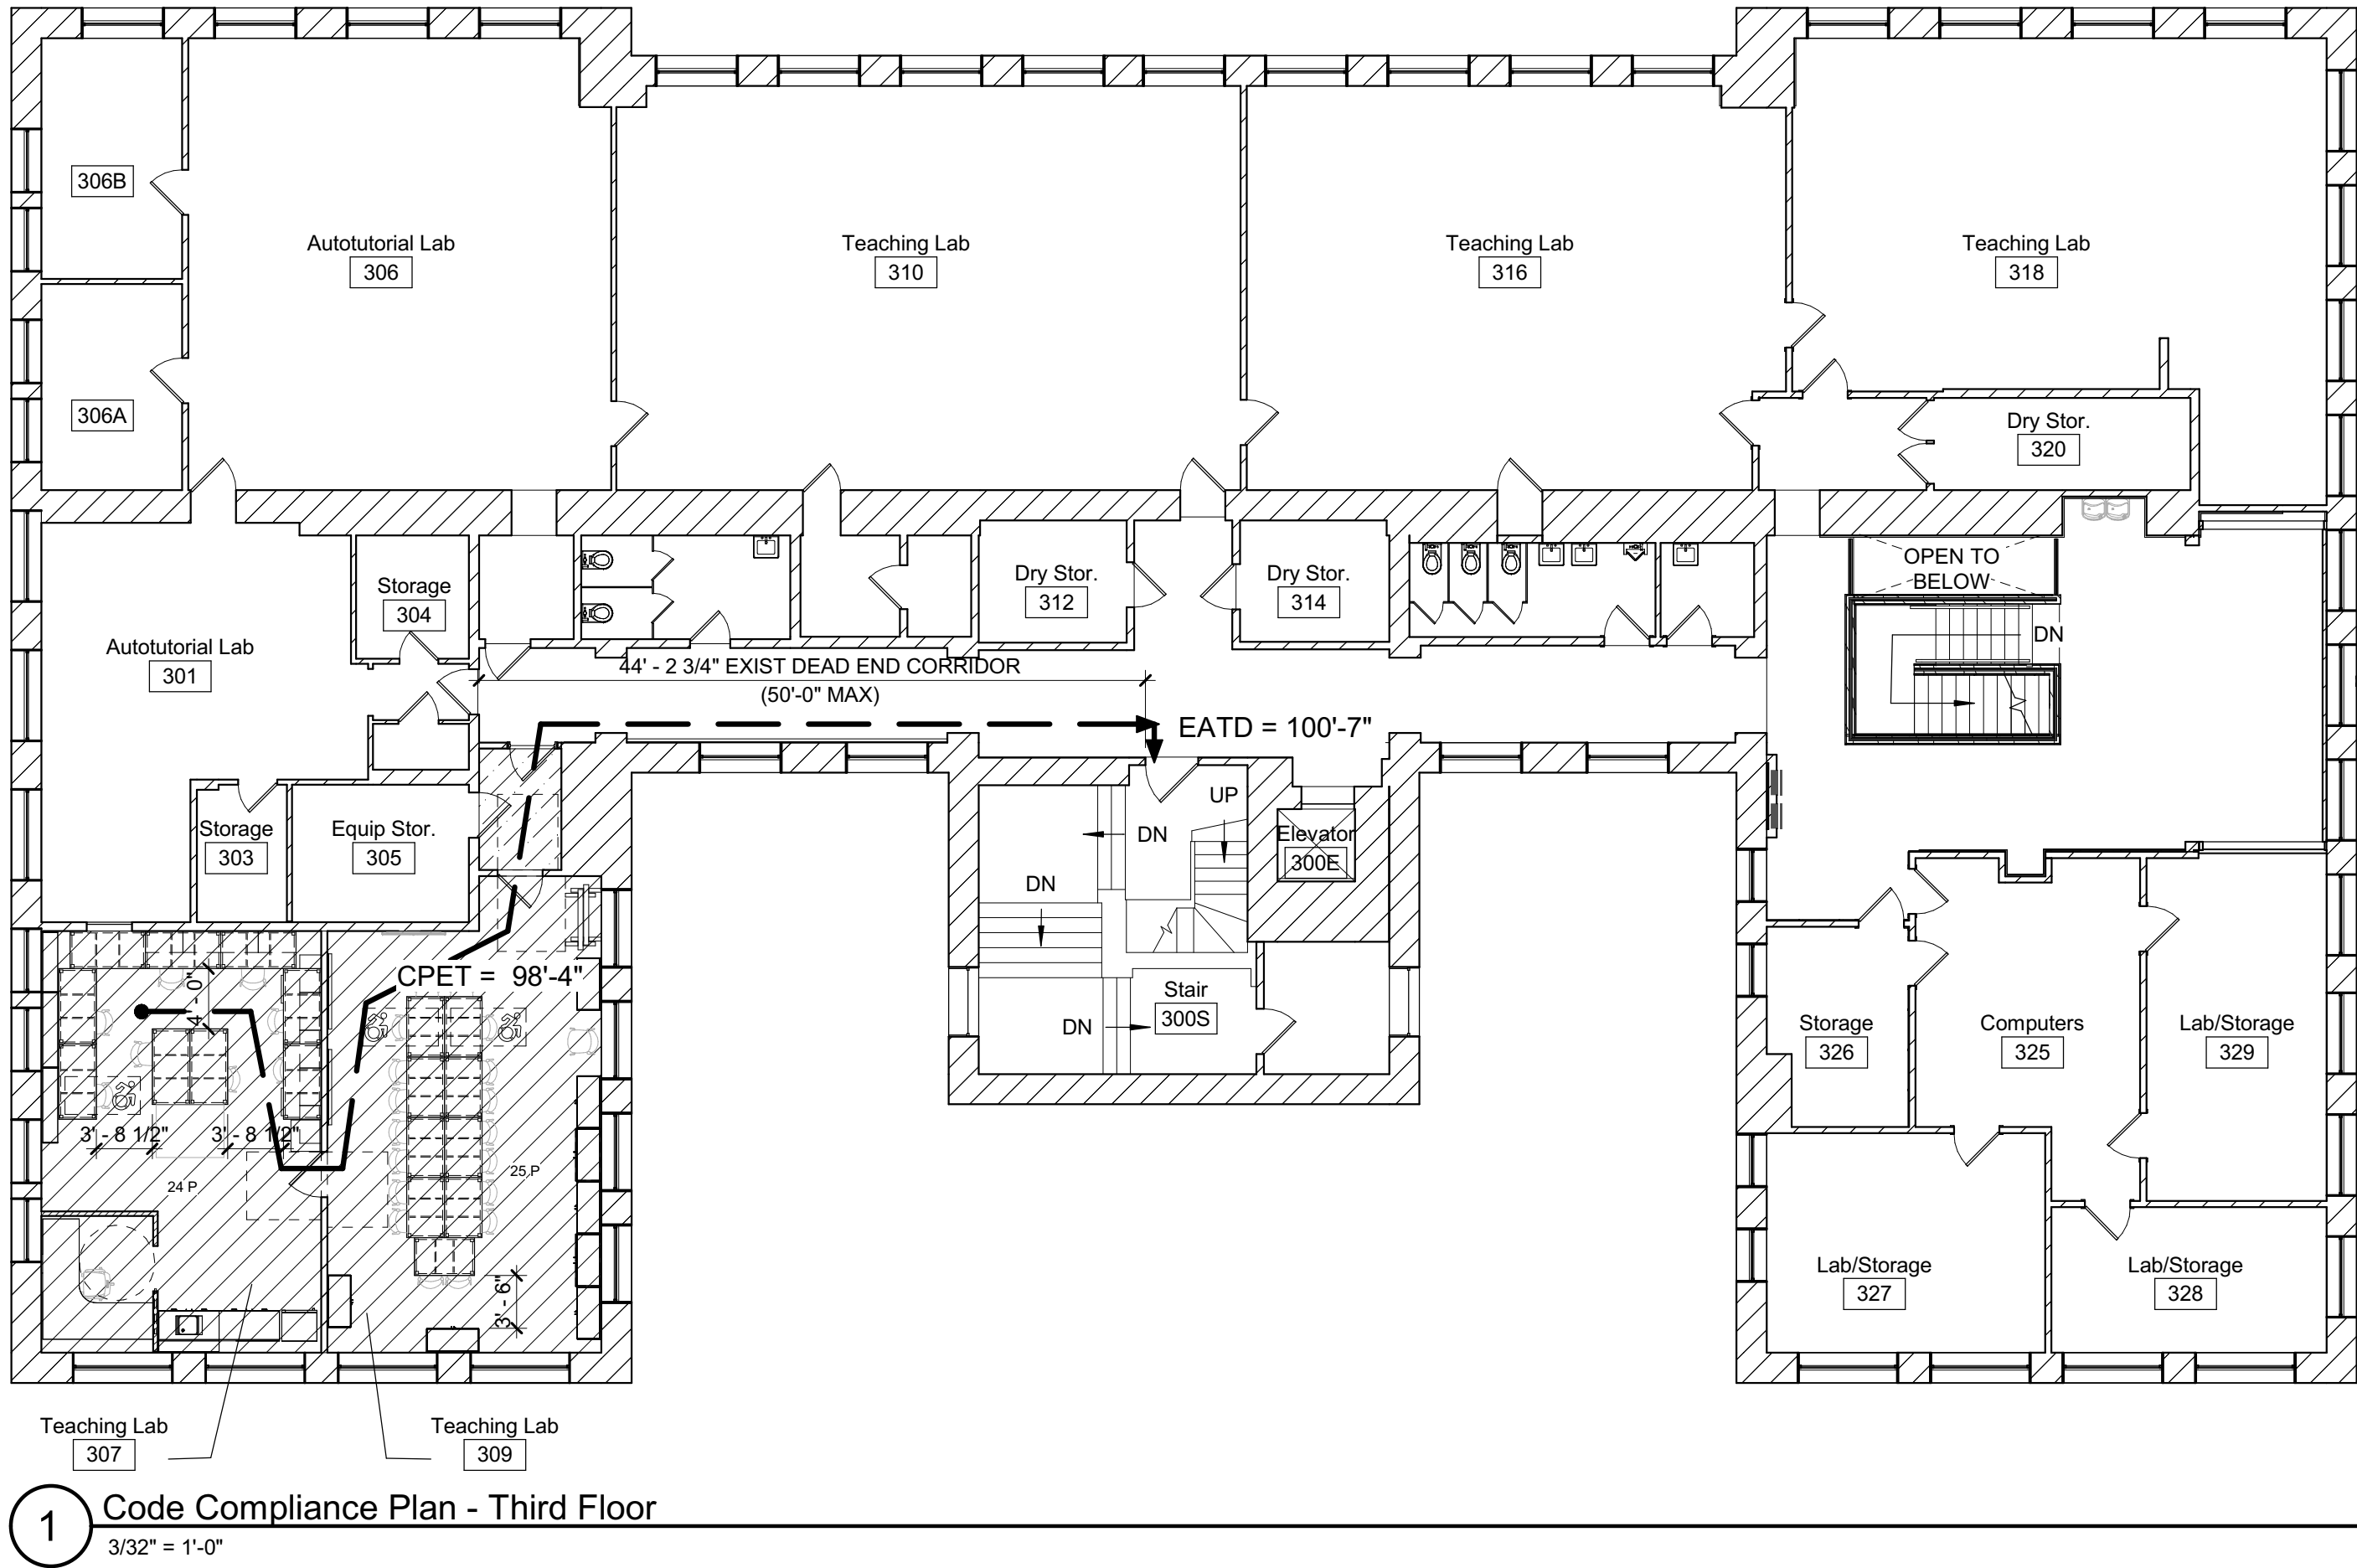 306B
Autotutorial Lab
306
Teaching Lab
310
Teaching Lab
316
Teaching Lab
318
306A
Dry Stor.
320
Storage
304
Dry Stor.
312
Dry Stor.
314
OPEN TO
BELOW
DN
Autotutorial Lab
301
44' - 2 3/4" EXIST DEAD END CORRIDOR
(50'-0" MAX)
EATD = 100'-7"
Storage
303
Equip Stor.
305
UP
DN
DN
Elevator
300E
CPET = 98'-4"
4' - 0"
Stair
300S
DN
Storage
326
Computers
325
Lab/Storage
329
3' - 8 1/2"
3' - 8 1/2"
24 P
25 P
3' - 6"
Lab/Storage
327
Lab/Storage
328
Teaching Lab
307
Teaching Lab
309
1
Code Compliance Plan - Third Floor
3/32" = 1'-0"